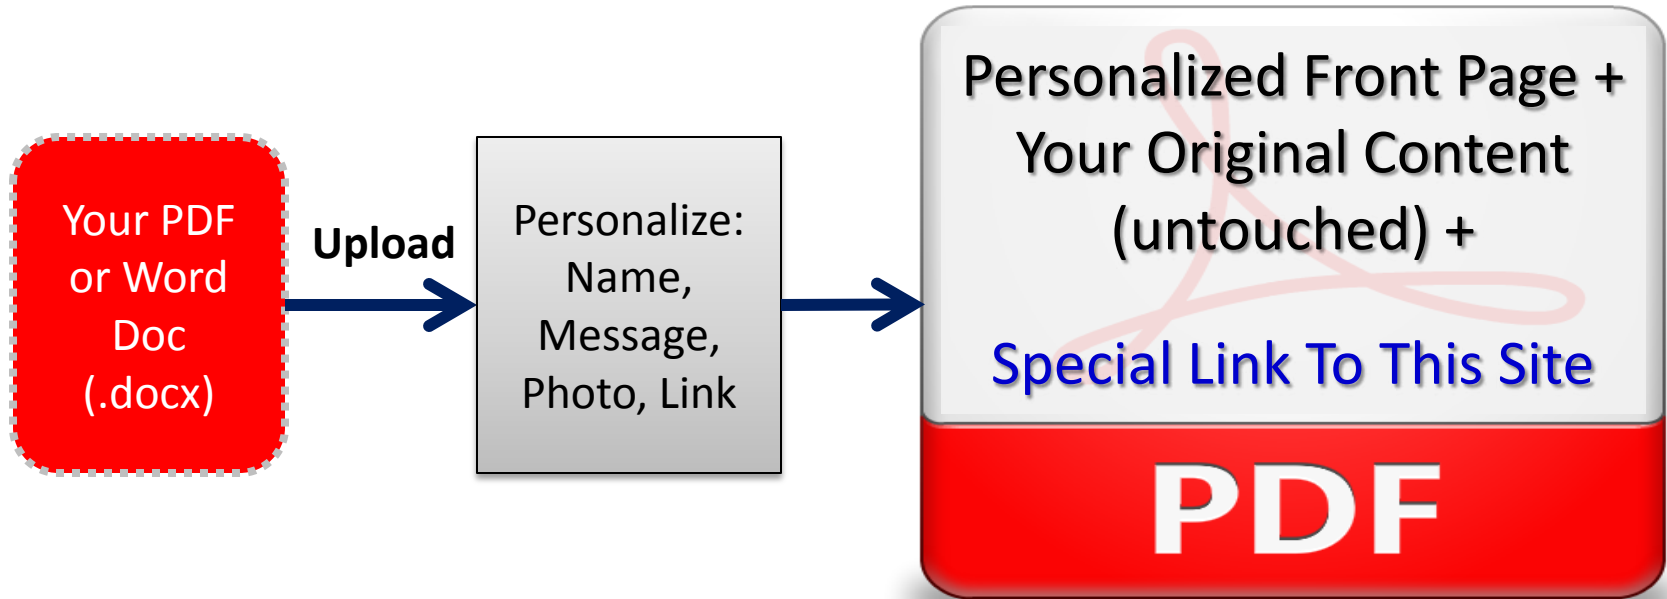 Your PDF
or Word
Doc
(.docx)
Upload
Personalize:
Name,
Message,
Photo, Link
Personalized Front Page +
Your Original Content
(untouched) +
Special Link To This Site
PDF